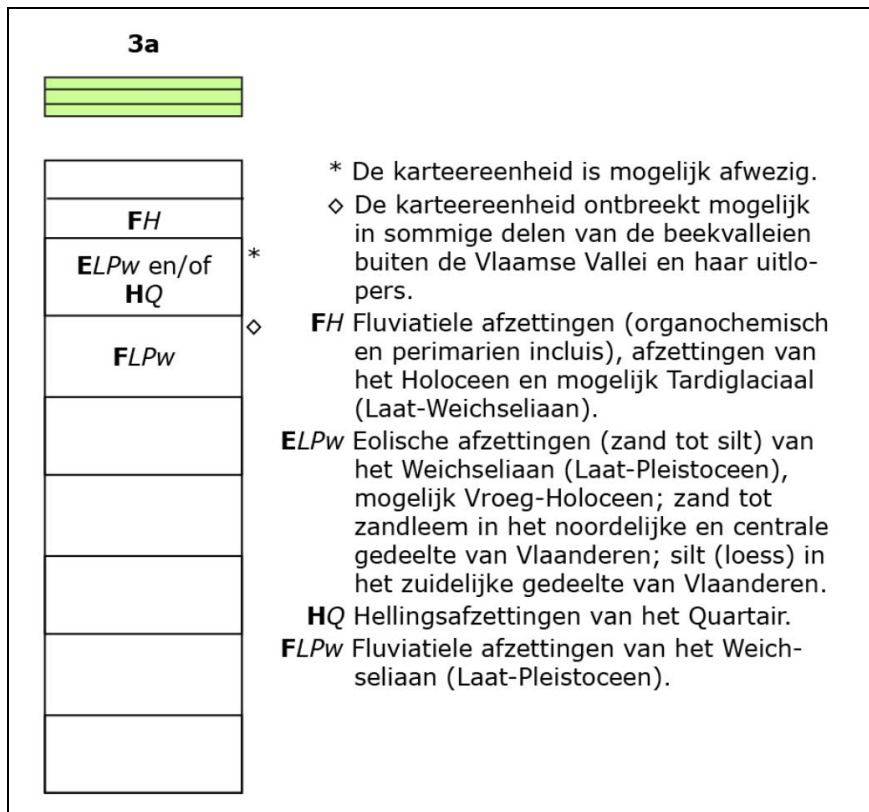 3a
FH
ELPw en/of
HQ
FLPw
*
◇
* De karteereenheid is mogelijk afwezig.
◇ De karteereenheid ontbreekt mogelijk
in sommige delen van de beekvalleien
buiten de Vlaamse Vallei en haar uitlo-
pers.
FH Fluviatiele afzettingen (organochemisch
en perimarien incluis), afzettingen van
het Holoceen en mogelijk Tardiglaciaal
(Laat-Weichseliaan).
ELPw Eolische afzettingen (zand tot silt) van
het Weichseliaan (Laat-Pleistoceen),
mogelijk Vroeg-Holoceen; zand tot
zandleem in het noordelijke en centrale
gedeelte van Vlaanderen; silt (loess) in
het zuidelijke gedeelte van Vlaanderen.
HQ Hellingsafzettingen van het Quartair.
FLPw Fluviatiele afzettingen van het Weich-
seliaan (Laat-Pleistoceen).